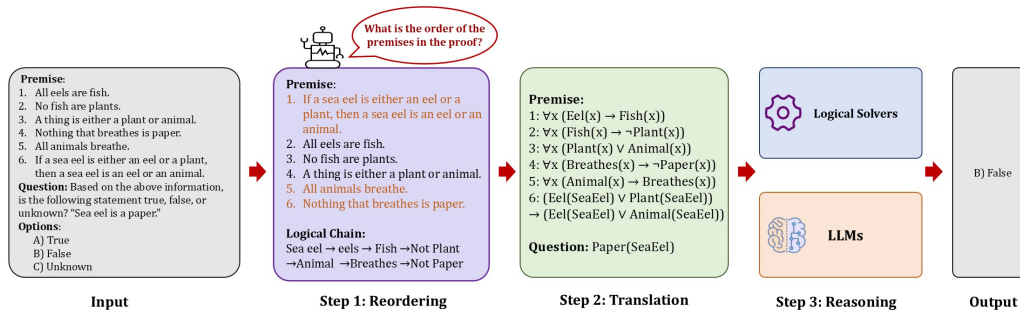 What is the order of the
premises in the proof?
Premise:
1. All eels are fish.
2. No fish are plants.
3. A thing is either a plant or animal.
4. Nothing that breathes is paper.
5. All animals breathe.
6. If a sea eel is either an eel or a plant,
then a sea eel is an eel or an animal.
Question: Based on the above information,
is the following statement true, false, or
unknown? “Sea eel is a paper.”
Options:
A) True
B) False
C) Unknown
Input
Premise:
1. If a sea eel is either an eel or a
plant, then a sea eel is an eel or an
animal.
2. All eels are fish.
3. No fish are plants.
4. A thing is either a plant or animal.
5. All animals breathe.
6. Nothing that breathes is paper.
Logical Chain:
Sea eel → eels → Fish →Not Plant
→Animal →Breathes →Not Paper
Step 1: Reordering
Premise:
1: ∀x (Eel(x) → Fish(x))
2: ∀x (Fish(x) → ¬Plant(x))
3: ∀x (Plant(x) ∨ Animal(x))
4: ∀x (Breathes(x) → ¬Paper(x))
5: ∀x (Animal(x) → Breathes(x))
6: (Eel(SeaEel) ∨ Plant(SeaEel))
→ (Eel(SeaEel) ∨ Animal(SeaEel))
Question: Paper(SeaEel)
Step 2: Translation
Logical Solvers
LLMs
Step 3: Reasoning
B) False
Output